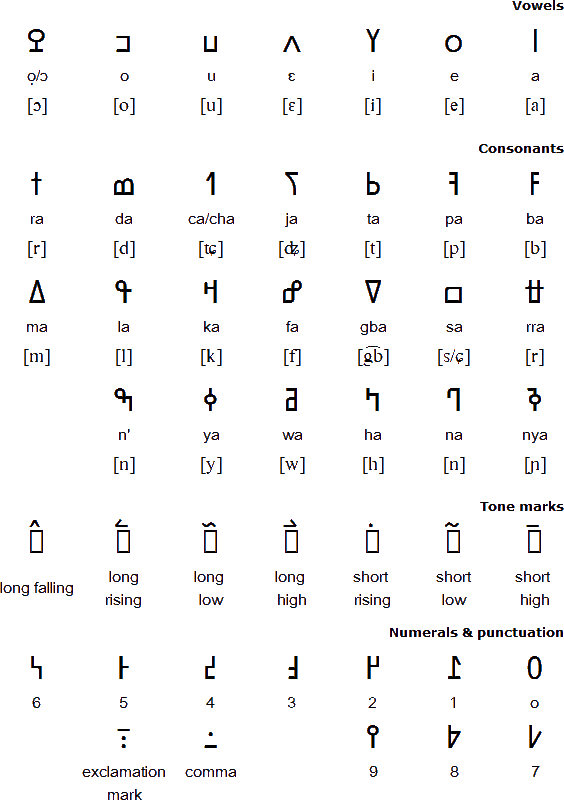 Vowels
ߊ ߋ ߌ ߍ ߎ ߏ ߐ
ọ/ɔ o u ɛ i e a
[ɔ] [o] [u] [ɛ] [i] [e] [a]
Consonants
ߓ ߔ ߕ ߖ ߗ ߘ ߙ
ra da ca/cha ja ta pa ba
[r] [d] [ʨ] [ʥ] [t] [p] [b]
ߚ ߛ ߜ ߝ ߞ ߟ ߡ
ma la ka fa gba sa rra
[m] [l] [k] [f] [g͡b] [s/ɕ] [r]
ߢ ߣ ߤ ߥ ߦ ߠ
n' ya wa ha na nya
[n] [y] [w] [h] [n] [ɲ]
Tone marks
▯߫ ▯߬ ▯߭ ▯߯ ▯߰ ▯߱ ▯߮
long falling long rising long low long high short rising short low short high
Numerals & punctuation
߀ ߁ ߂ ߃ ߄ ߅ ߆
6 5 4 3 2 1 o
߇ ߈ ߉ ߸ ߹
exclamation mark comma 9 8 7